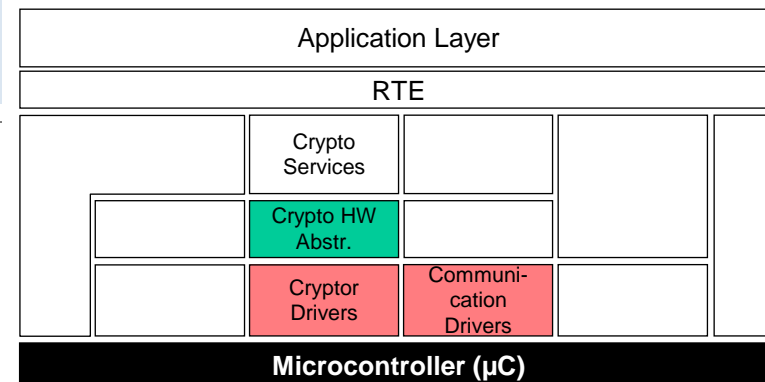 Application Layer
RTE
Crypto
Services
Crypto HW
Abstr.
Cryptor
Drivers
Communi-
cation
Drivers
Microcontroller (µC)